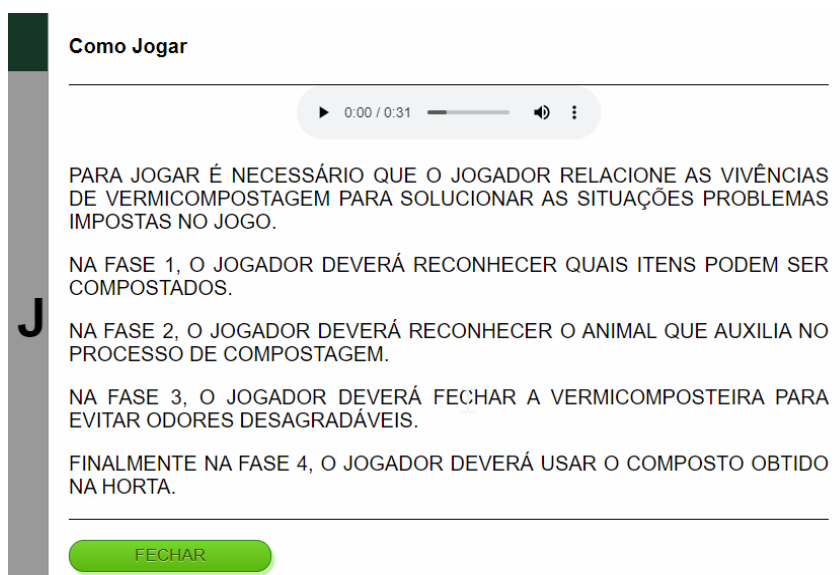 Como Jogar
0:00 / 0:31
PARA JOGAR É NECESSÁRIO QUE O JOGADOR RELACIONE AS VIVÊNCIAS
DE VERMICOMPOSTAGEM PARA SOLUCIONAR AS SITUAÇÕES PROBLEMAS
IMPOSTAS NO JOGO.
NA FASE 1, O JOGADOR DEVERÁ RECONHECER QUAIS ITENS PODEM SER
COMPOSTADOS.
J
NA FASE 2, O JOGADOR DEVERÁ RECONHECER O ANIMAL QUE AUXILIA NO
PROCESSO DE COMPOSTAGEM.
NA FASE 3, O JOGADOR DEVERÁ FECHAR A VERMICOMPOSTEIRA PARA
EVITAR ODORES DESAGRADÁVEIS.
FINALMENTE NA FASE 4, O JOGADOR DEVERÁ USAR O COMPOSTO OBTIDO
NA HORTA.
FECHAR